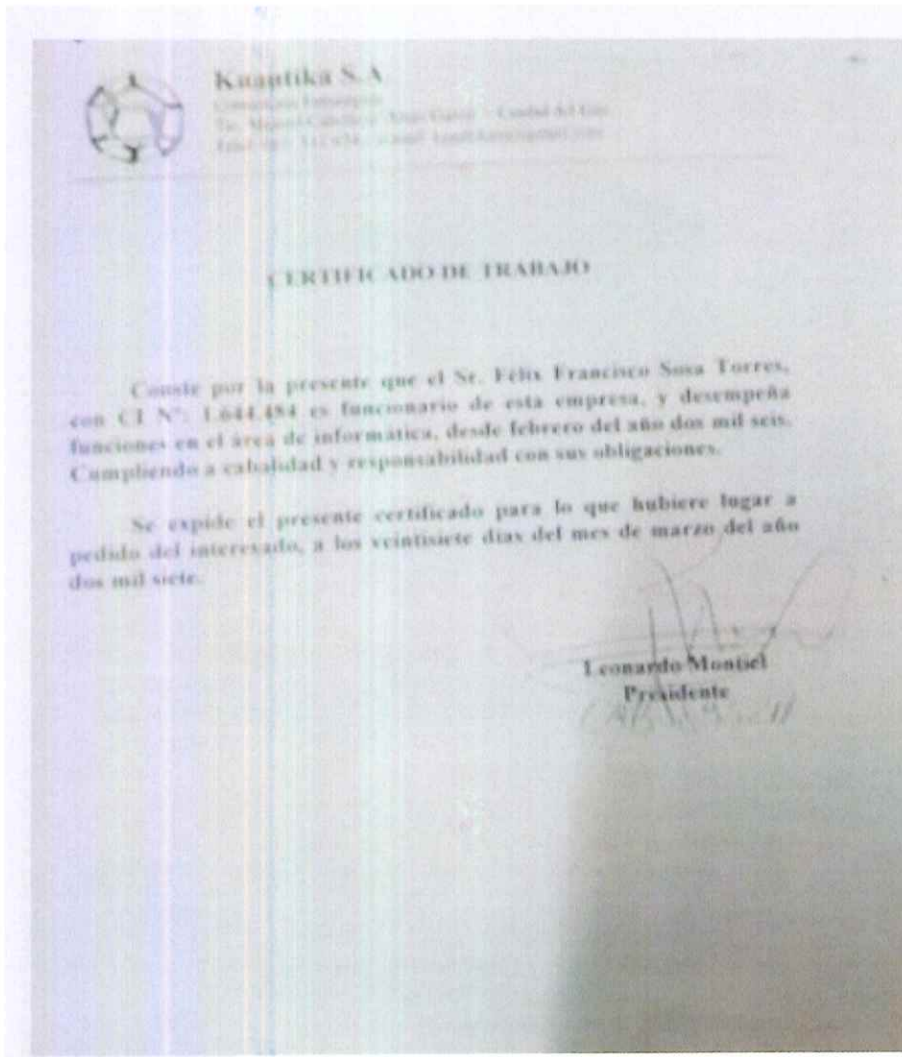 Kuantika S.A
CERTIFICADO DE TRABAJO
Conste por la presente que el Sr. Félix Francisco Sosa Torres,
con CI Nº: 1.644.484 es funcionario de esta empresa, y desempeña
funciones en el área de informática, desde febrero del año dos mil seis.
Cumpliendo a cabalidad y responsabilidad con sus obligaciones.
Se expide el presente certificado para lo que hubiere lugar a
pedido del interesado, a los veintisiete días del mes de marzo del año
dos mil siete.
Leonardo Montiel
Presidente